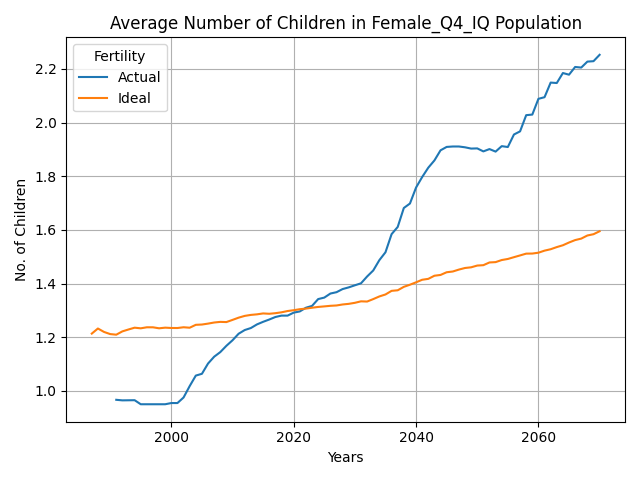 Average Number of Children in Female_Q4_IQ Population
Fertility
Actual
Ideal
No. of Children
2.2
2.0
1.8
1.6
1.4
1.2
1.0
2000
2020
2040
2060
Years